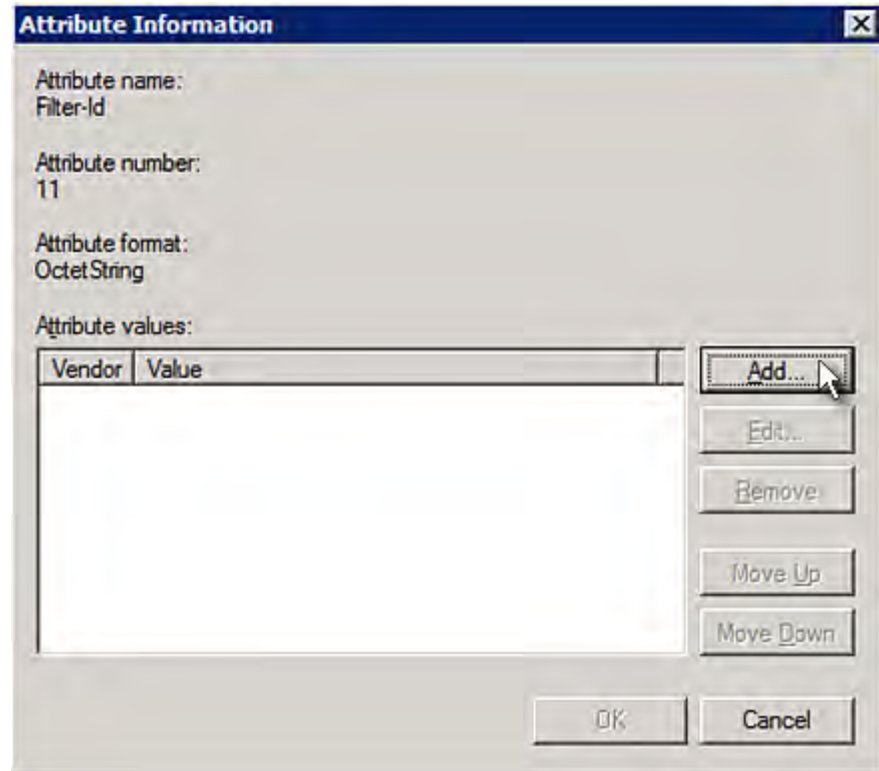 Attribute Information
Attribute name:
Filter-Id
Attribute number:
11
Attribute format:
OctetString
Attribute values:
Vendor Value
Add...
Edit...
Remove
Move Up
Move Down
OK Cancel